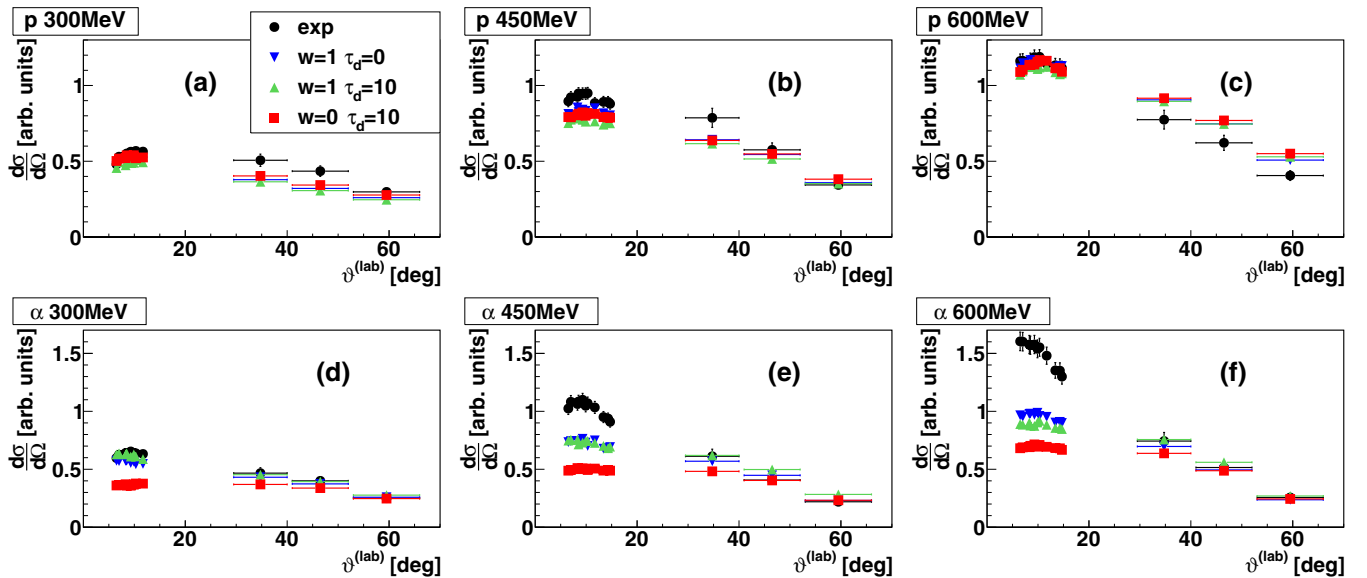 p 300MeV
dσ/dΩ [arb. units]
1
0.5
0
20
40
60
ϑ(lab) [deg]
(a)
exp
w=1 τd=0
w=1 τd=10
w=0 τd=10
p 450MeV
dσ/dΩ [arb. units]
1
0.5
0
20
40
60
ϑ(lab) [deg]
(b)
p 600MeV
dσ/dΩ [arb. units]
1
0.5
0
20
40
60
ϑ(lab) [deg]
(c)
α 300MeV
dσ/dΩ [arb. units]
1.5
1
0.5
0
20
40
60
ϑ(lab) [deg]
(d)
α 450MeV
dσ/dΩ [arb. units]
1.5
1
0.5
0
20
40
60
ϑ(lab) [deg]
(e)
α 600MeV
dσ/dΩ [arb. units]
1.5
1
0.5
0
20
40
60
ϑ(lab) [deg]
(f)